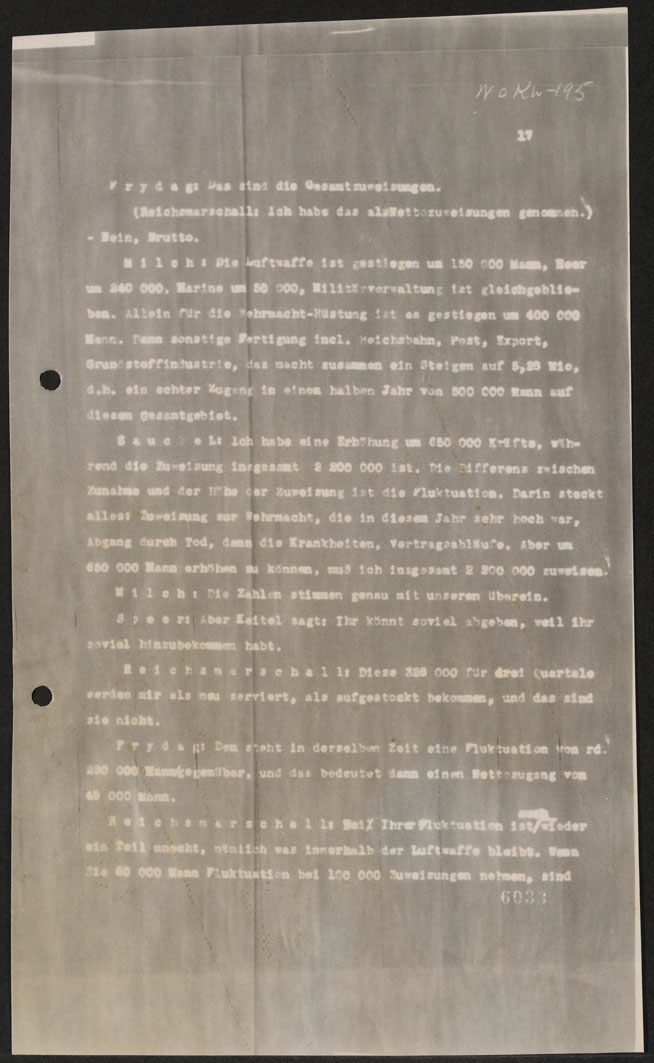 NOKW-195
17
F r y d a g: Das sind die Gesamtzuweisungen.
(Reichsmarschall: Ich habe das alsNettozuweisungen genommen.)
- Nein, Brutto.
M i l c h : Die Luftwaffe ist gestiegen um 150 000 Mann, Heer
um 240 000, Marine um 50 000, Militärverwaltung ist gleichgeblie-
ben. Allein für die Wehrmacht-Rüstung ist es gestiegen um 400 000
Mann. Dann sonstige Fertigung incl. Reichsbahn, Post, Export,
Grundstoffindustrie, das macht zusammen ein Steigen auf 5,25 Mio,
d.h. ein echter Zugang in einem halben Jahr von 500 000 Mann auf
diesem Gesamtgebiet.
S a u c k e l: Ich habe eine Erhöhung um 650 000 Kräfte, wäh-
rend die Zuweisung insgesamt 2 200 000 ist. Die Differenz zwischen
Zunahme und der Höhe der Zuweisung ist die Fluktuation. Darin steckt
alles: Zuweisung zur Wehrmacht, die in diesem Jahr sehr hoch war,
Abgang durch Tod, dann die Krankheiten, Vertragsabläufe. Aber um
650 000 Mann erhöhen zu können, muß ich insgesamt 2 200 000 zuweisen.
M i l c h : Die Zahlen stimmen genau mit unseren überein.
S p e e r: Aber Keitel sagt: Ihr könnt soviel abgeben, weil ihr
soviel hinzubekommen habt.
R e i c h s m a r s c h a l l: Diese 000 für drei Quartale
werden mir als neu serviert, als aufgestockt bekommen, und das sind
sie nicht.
F r y d a g: Dem steht in derselben Zeit eine Fluktuation von rd.
280 000 Mann gegenüber, und das bedeutet dann einen Nettozugang von
45 000 Mann.
R e i c h s m a r s c h a l l: Bei Ihrer Fluktuation ist auch wieder
ein Teil unecht, nämlich was innerhalb der Luftwaffe bleibt. Wenn
Sie 60 000 Mann Fluktuation bei 100 000 Zuweisungen nehmen, sind
6033